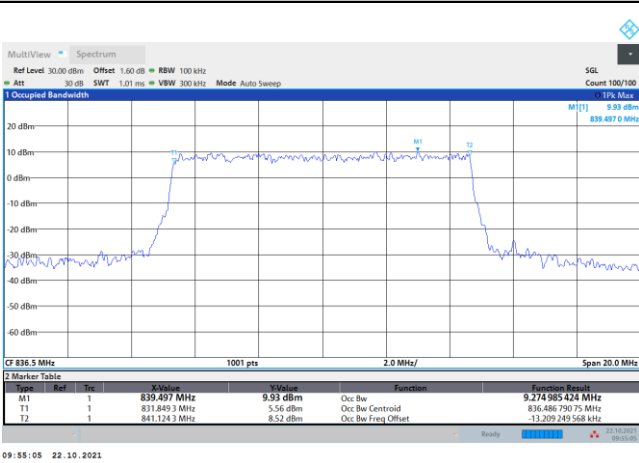 MultiView Spectrum
Ref Level 30.00 dBm Offset 1.60 dB RBW 100 kHz SGL
Att 30 dB SWT 1.01 ms VBW 300 kHz Mode Auto Sweep Count 100/100
1 Occupied Bandwidth 1Pk Max
M1[1] 9.93 dBm
839.497 0 MHz
20 dBm
M1
T1 T2
10 dBm
0 dBm
-10 dBm
-20 dBm
-30 dBm
-40 dBm
-50 dBm
-60 dBm
CF 836.5 MHz 1001 pts 2.0 MHz/ Span 20.0 MHz
2 Marker Table
Type Ref Trc X-Value Y-Value Function Function Result
M1 1 839.497 MHz 9.93 dBm Occ Bw 9.274 985 424 MHz
T1 1 831.849 3 MHz 5.56 dBm Occ Bw Centroid 836.486 790 75 MHz
T2 1 841.124 3 MHz 8.52 dBm Occ Bw Freq Offset -13.209 249 568 kHz
Ready 22.10.2021
09:55:05
09:55:05 22.10.2021